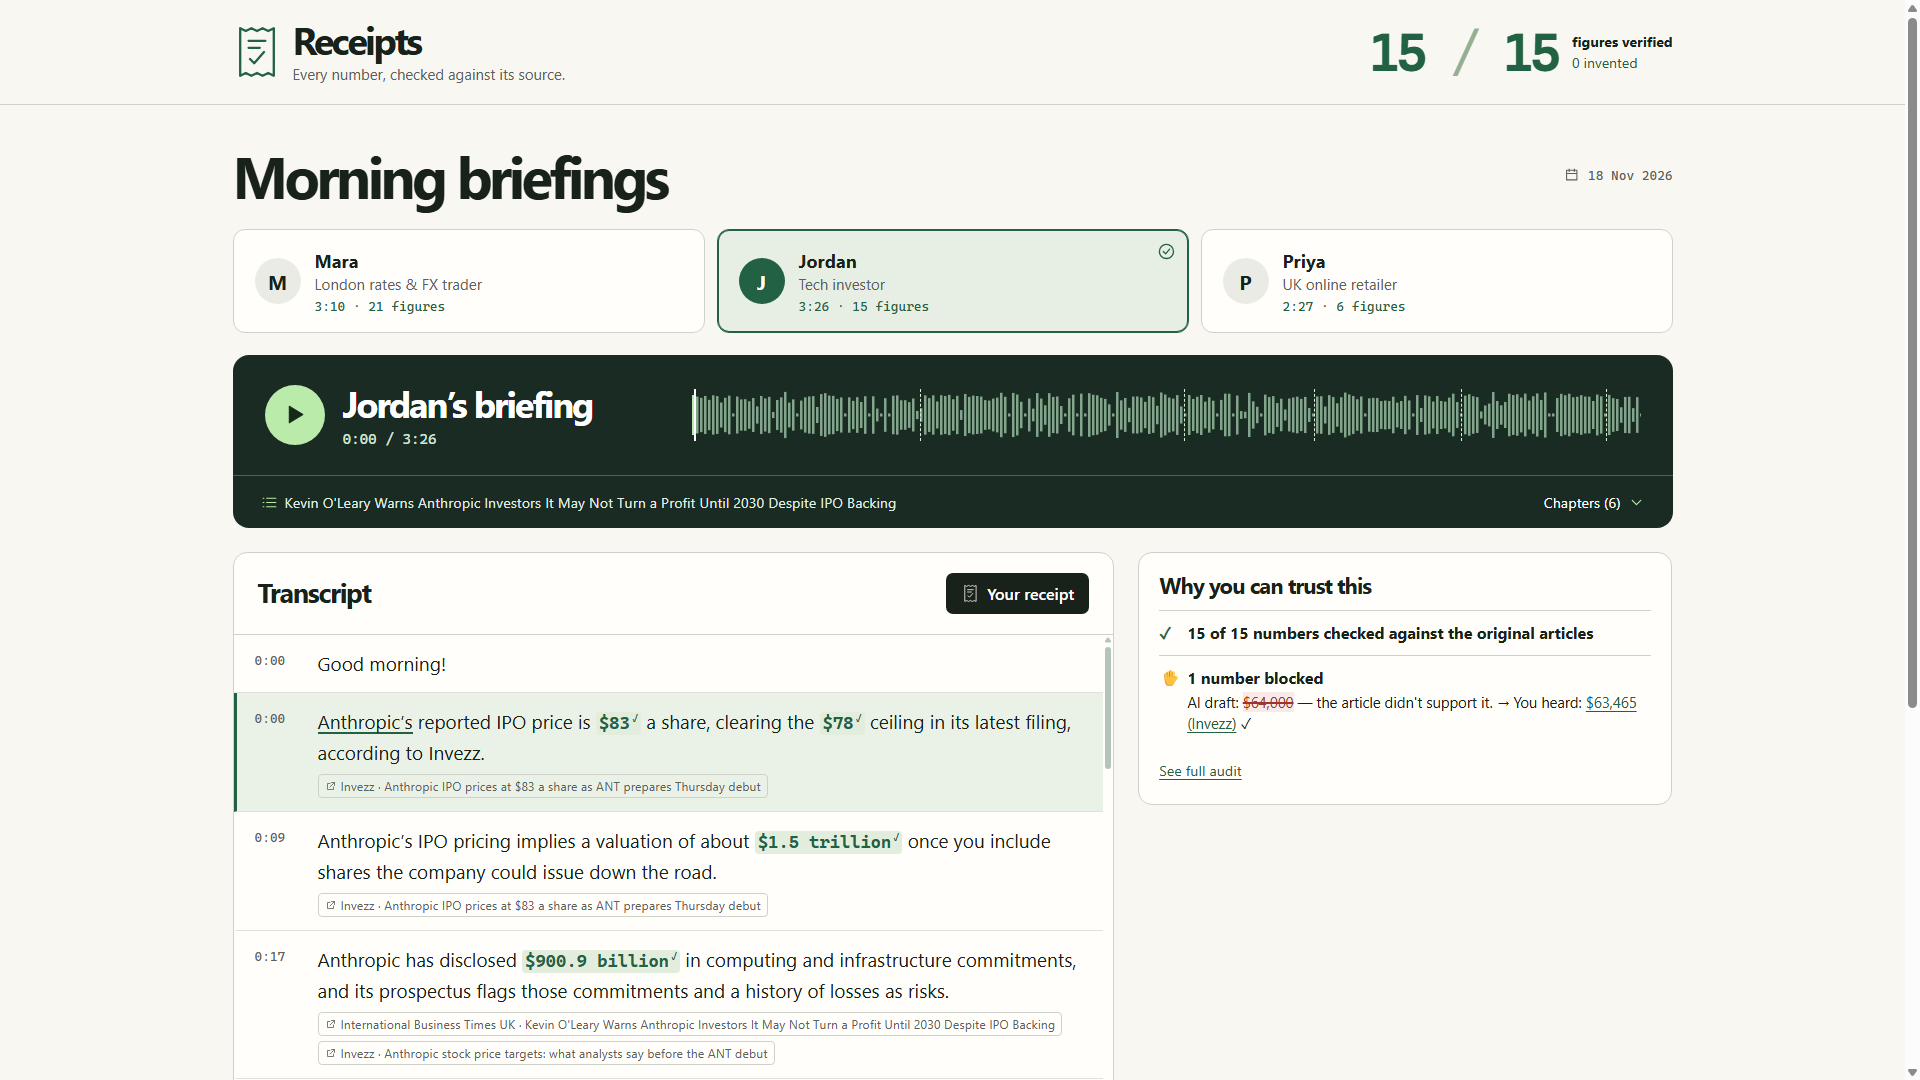 Receipts
Every number, checked against its source.
15 / 15
figures verified
0 invented
Morning briefings
18 Nov 2026
M
Mara
London rates & FX trader
3:10 · 21 figures
J
Jordan
Tech investor
3:26 · 15 figures
P
Priya
UK online retailer
2:27 · 6 figures
Jordan’s briefing
0:00 / 3:26
Kevin O'Leary Warns Anthropic Investors It May Not Turn a Profit Until 2030 Despite IPO Backing
Chapters (6)
Transcript
Your receipt
0:00
Good morning!
0:00
Anthropic’s reported IPO price is $83✓ a share, clearing the $78✓ ceiling in its latest filing,
according to Invezz.
Invezz · Anthropic IPO prices at $83 a share as ANT prepares Thursday debut
0:09
Anthropic’s IPO pricing implies a valuation of about $1.5 trillion✓ once you include
shares the company could issue down the road.
Invezz · Anthropic IPO prices at $83 a share as ANT prepares Thursday debut
0:17
Anthropic has disclosed $900.9 billion✓ in computing and infrastructure commitments,
and its prospectus flags those commitments and a history of losses as risks.
International Business Times UK · Kevin O'Leary Warns Anthropic Investors It May Not Turn a Profit Until 2030 Despite IPO Backing
Invezz · Anthropic stock price targets: what analysts say before the ANT debut
Why you can trust this
✓ 15 of 15 numbers checked against the original articles
1 number blocked
AI draft: $64,000 — the article didn't support it. → You heard: $63,465
(Invezz) ✓
See full audit